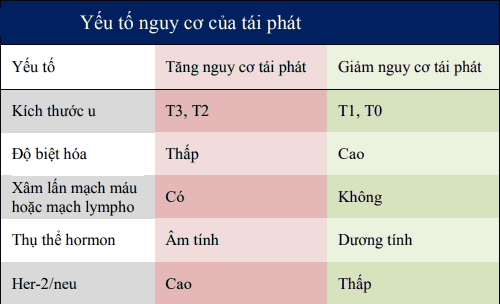 Yếu tố nguy cơ của tái phát
Yếu tố Tăng nguy cơ tái phát Giảm nguy cơ tái phát
Kích thước u T3, T2 T1, T0
Độ biệt hóa Thấp Cao
Xâm lấn mạch máu hoặc mạch lympho Có Không
Thụ thể hormon Âm tính Dương tính
Her-2/neu Cao Thấp